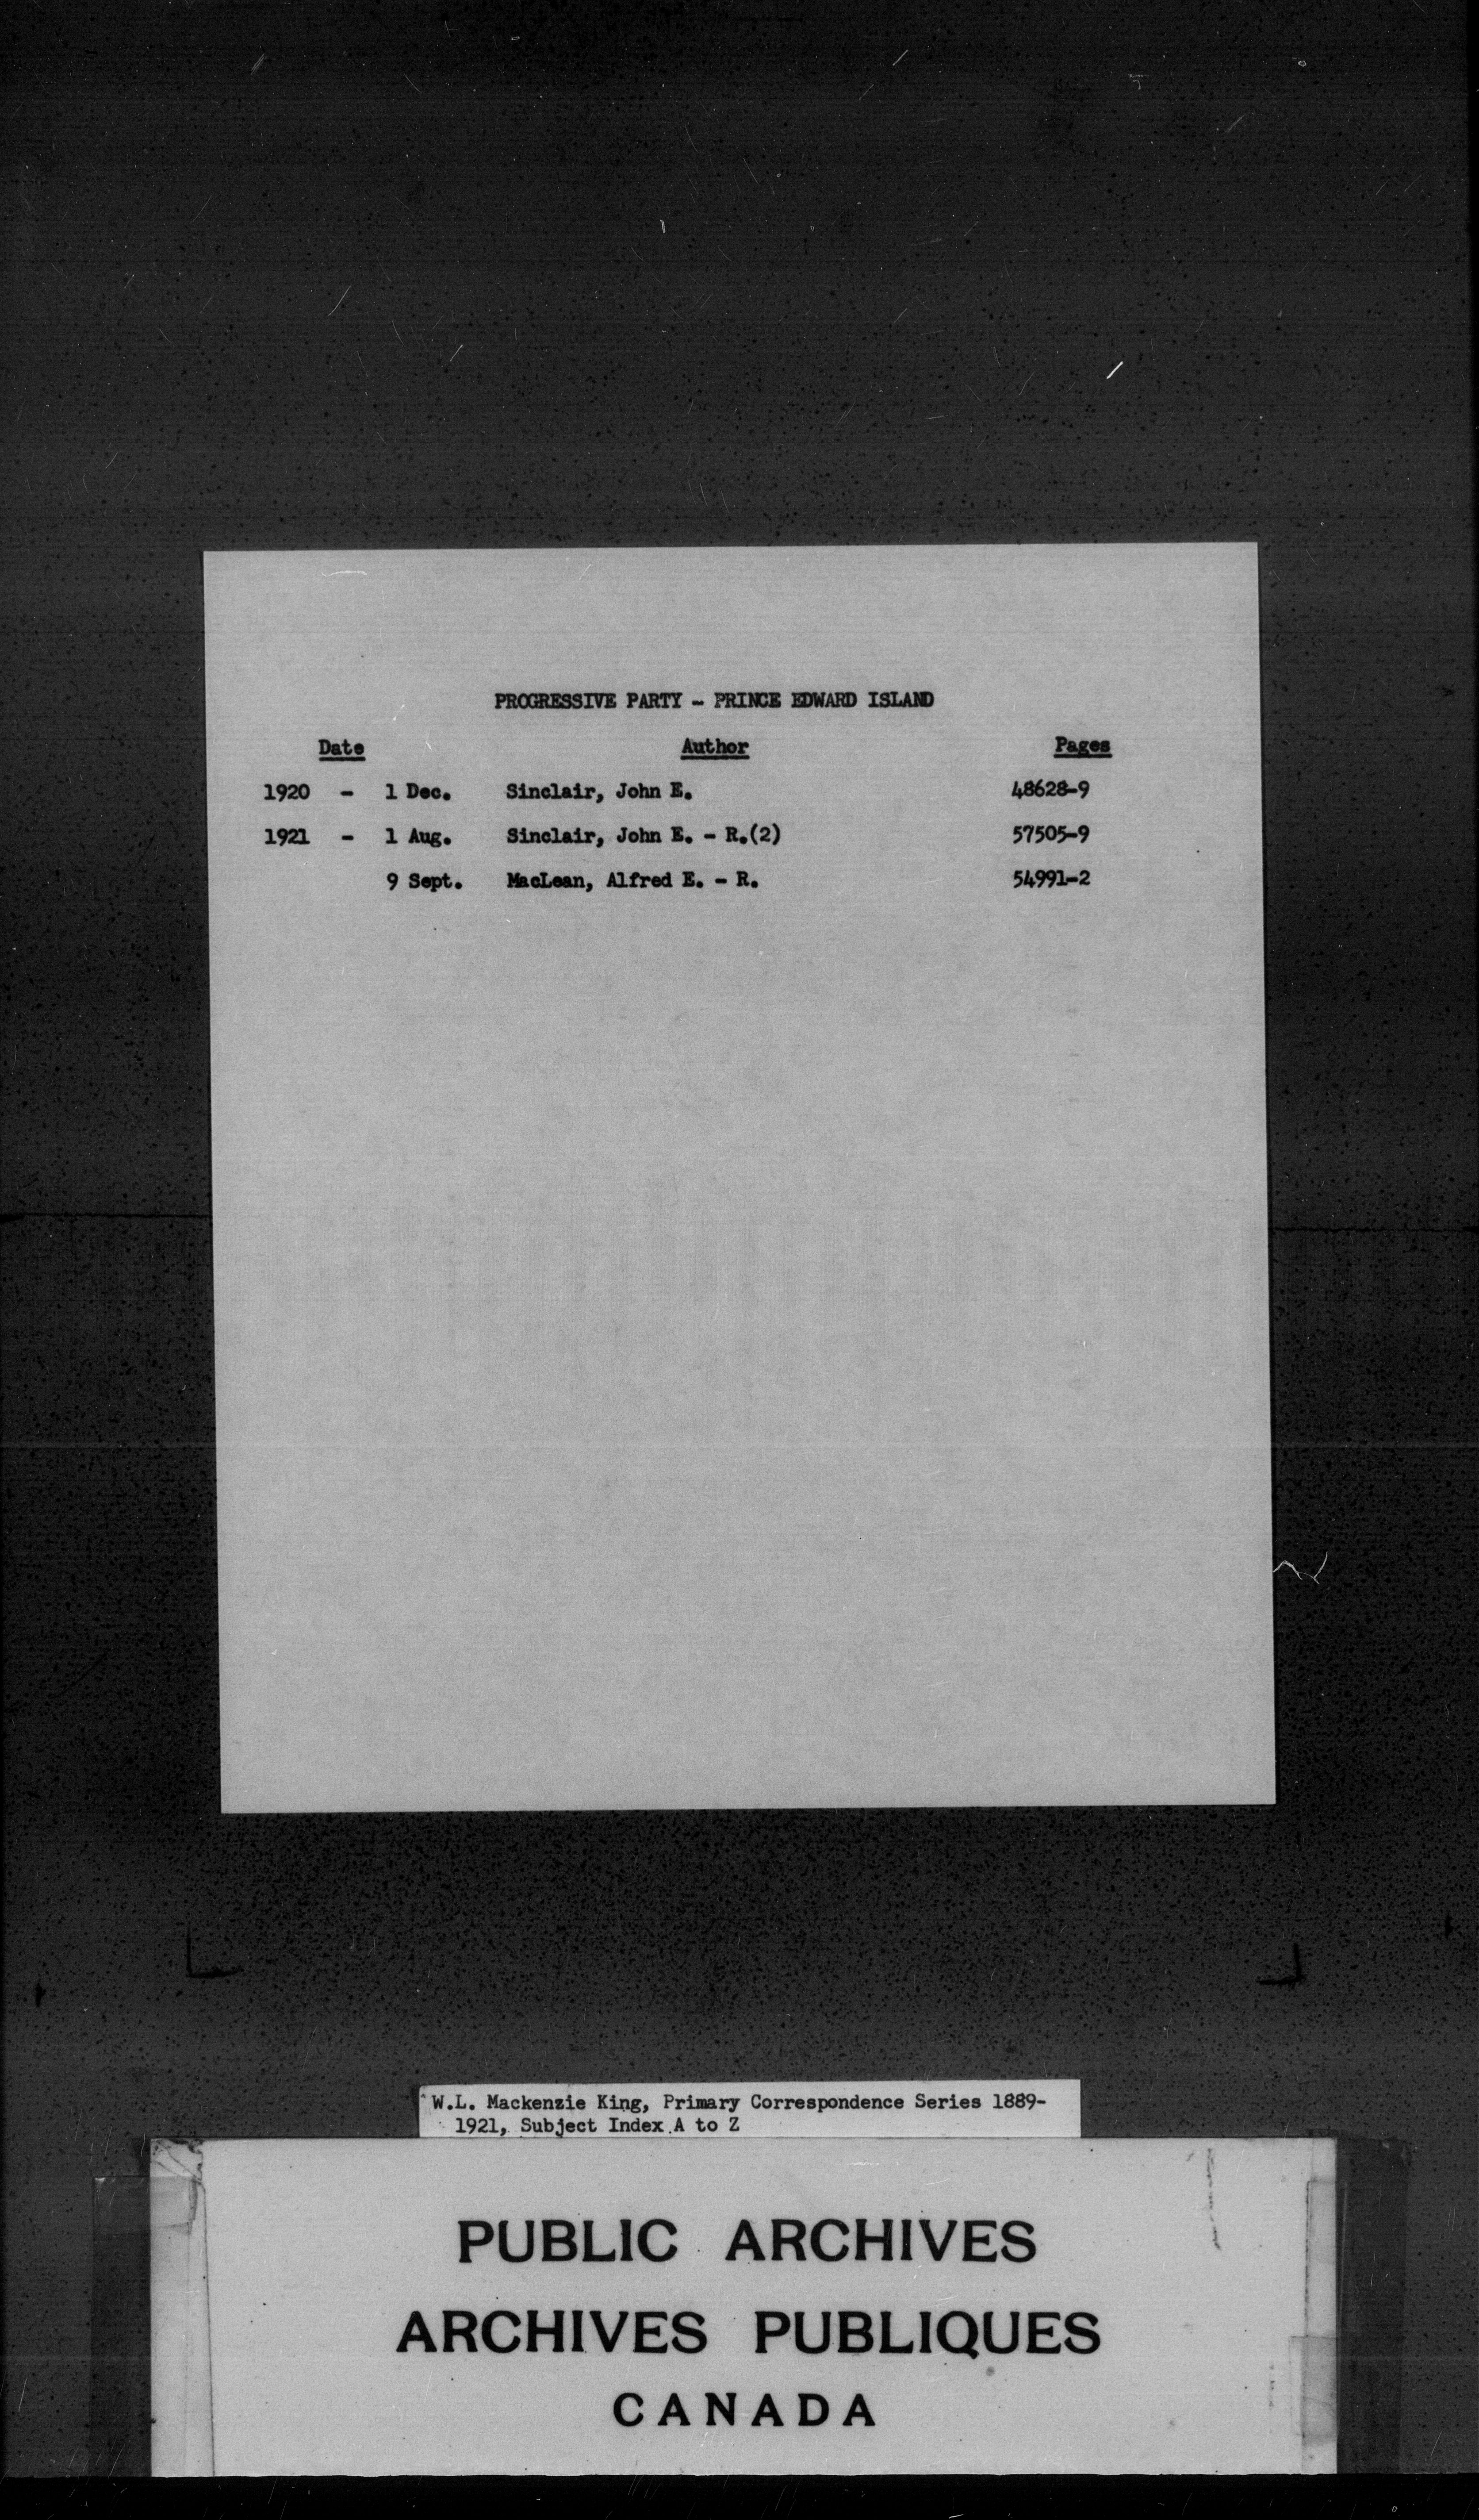 PROGRESSIVE PARTY - PRINCE EDWARD ISLAND
Date Author Pages
1920 - 1 Dec. Sinclair, John E. 48628-9
1921 - 1 Aug. Sinclair, John E. - R.(2) 57505-9
9 Sept. MacLean, Alfred E. - R. 54991-2
W.L. Mackenzie King, Primary Correspondence Series 1889-
1921, Subject Index A to Z
PUBLIC ARCHIVES
ARCHIVES PUBLIQUES
CANADA